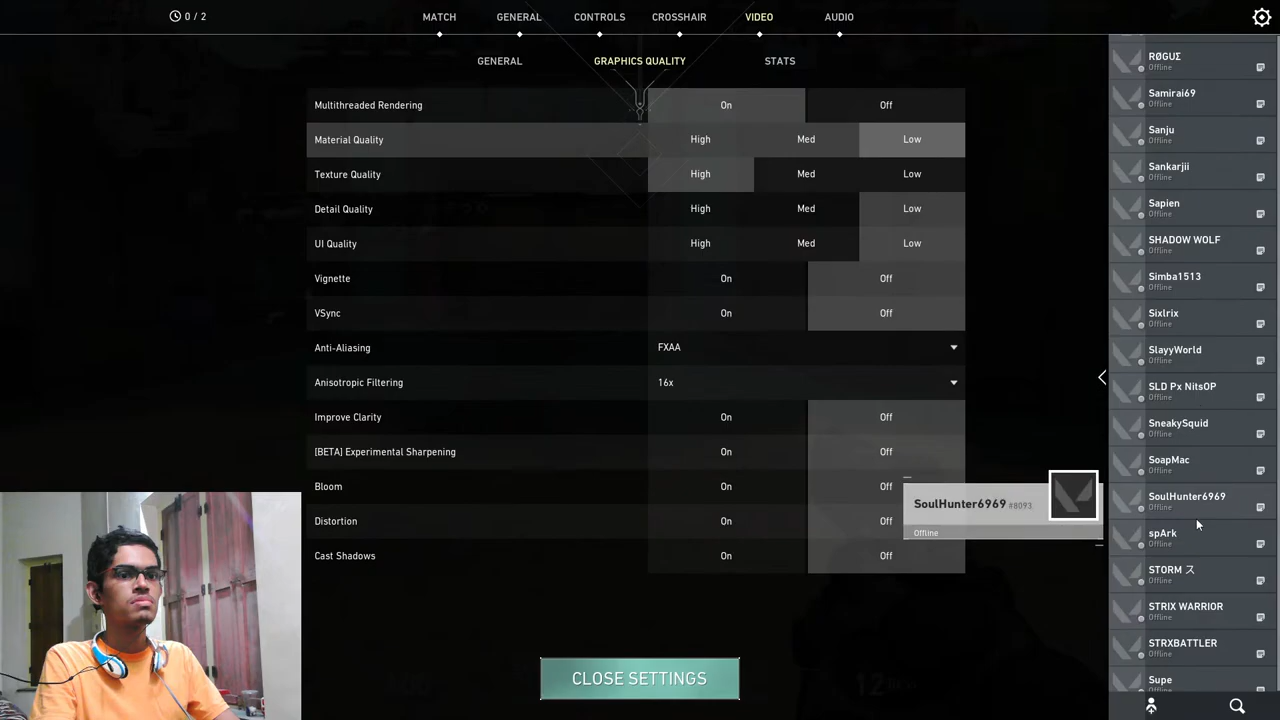 0 / 2
MATCH GENERAL CONTROLS CROSSHAIR VIDEO AUDIO
GENERAL GRAPHICS QUALITY STATS
Multithreaded Rendering On Off
Material Quality High Med Low
Texture Quality High Med Low
Detail Quality High Med Low
UI Quality High Med Low
Vignette On Off
VSync On Off
Anti-Aliasing FXAA
Anisotropic Filtering 16x
Improve Clarity On Off
[BETA] Experimental Sharpening On Off
Bloom On Off
Distortion On Off
Cast Shadows On Off
CLOSE SETTINGS
SoulHunter6969 #8093
Offline
RØGUΣ
Offline
Samirai69
Offline
Sanju
Offline
Sankarjii
Offline
Sapien
Offline
SHADOW WOLF
Offline
Simba1513
Offline
Sixlrix
Offline
SlayyWorld
Offline
SLD Px NitsOP
Offline
SneakySquid
Offline
SoapMac
Offline
SoulHunter6969
Offline
spArk
Offline
STORM ス
Offline
STRIX WARRIOR
Offline
STRXBATTLER
Offline
Supe
Offline